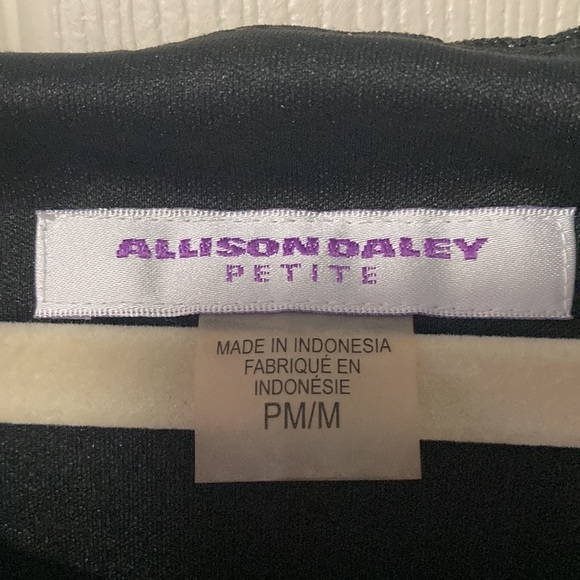 ALLISON DALEY
PETITE
MADE IN INDONESIA
FABRIQUÉ EN
INDONÉSIE
PM/M